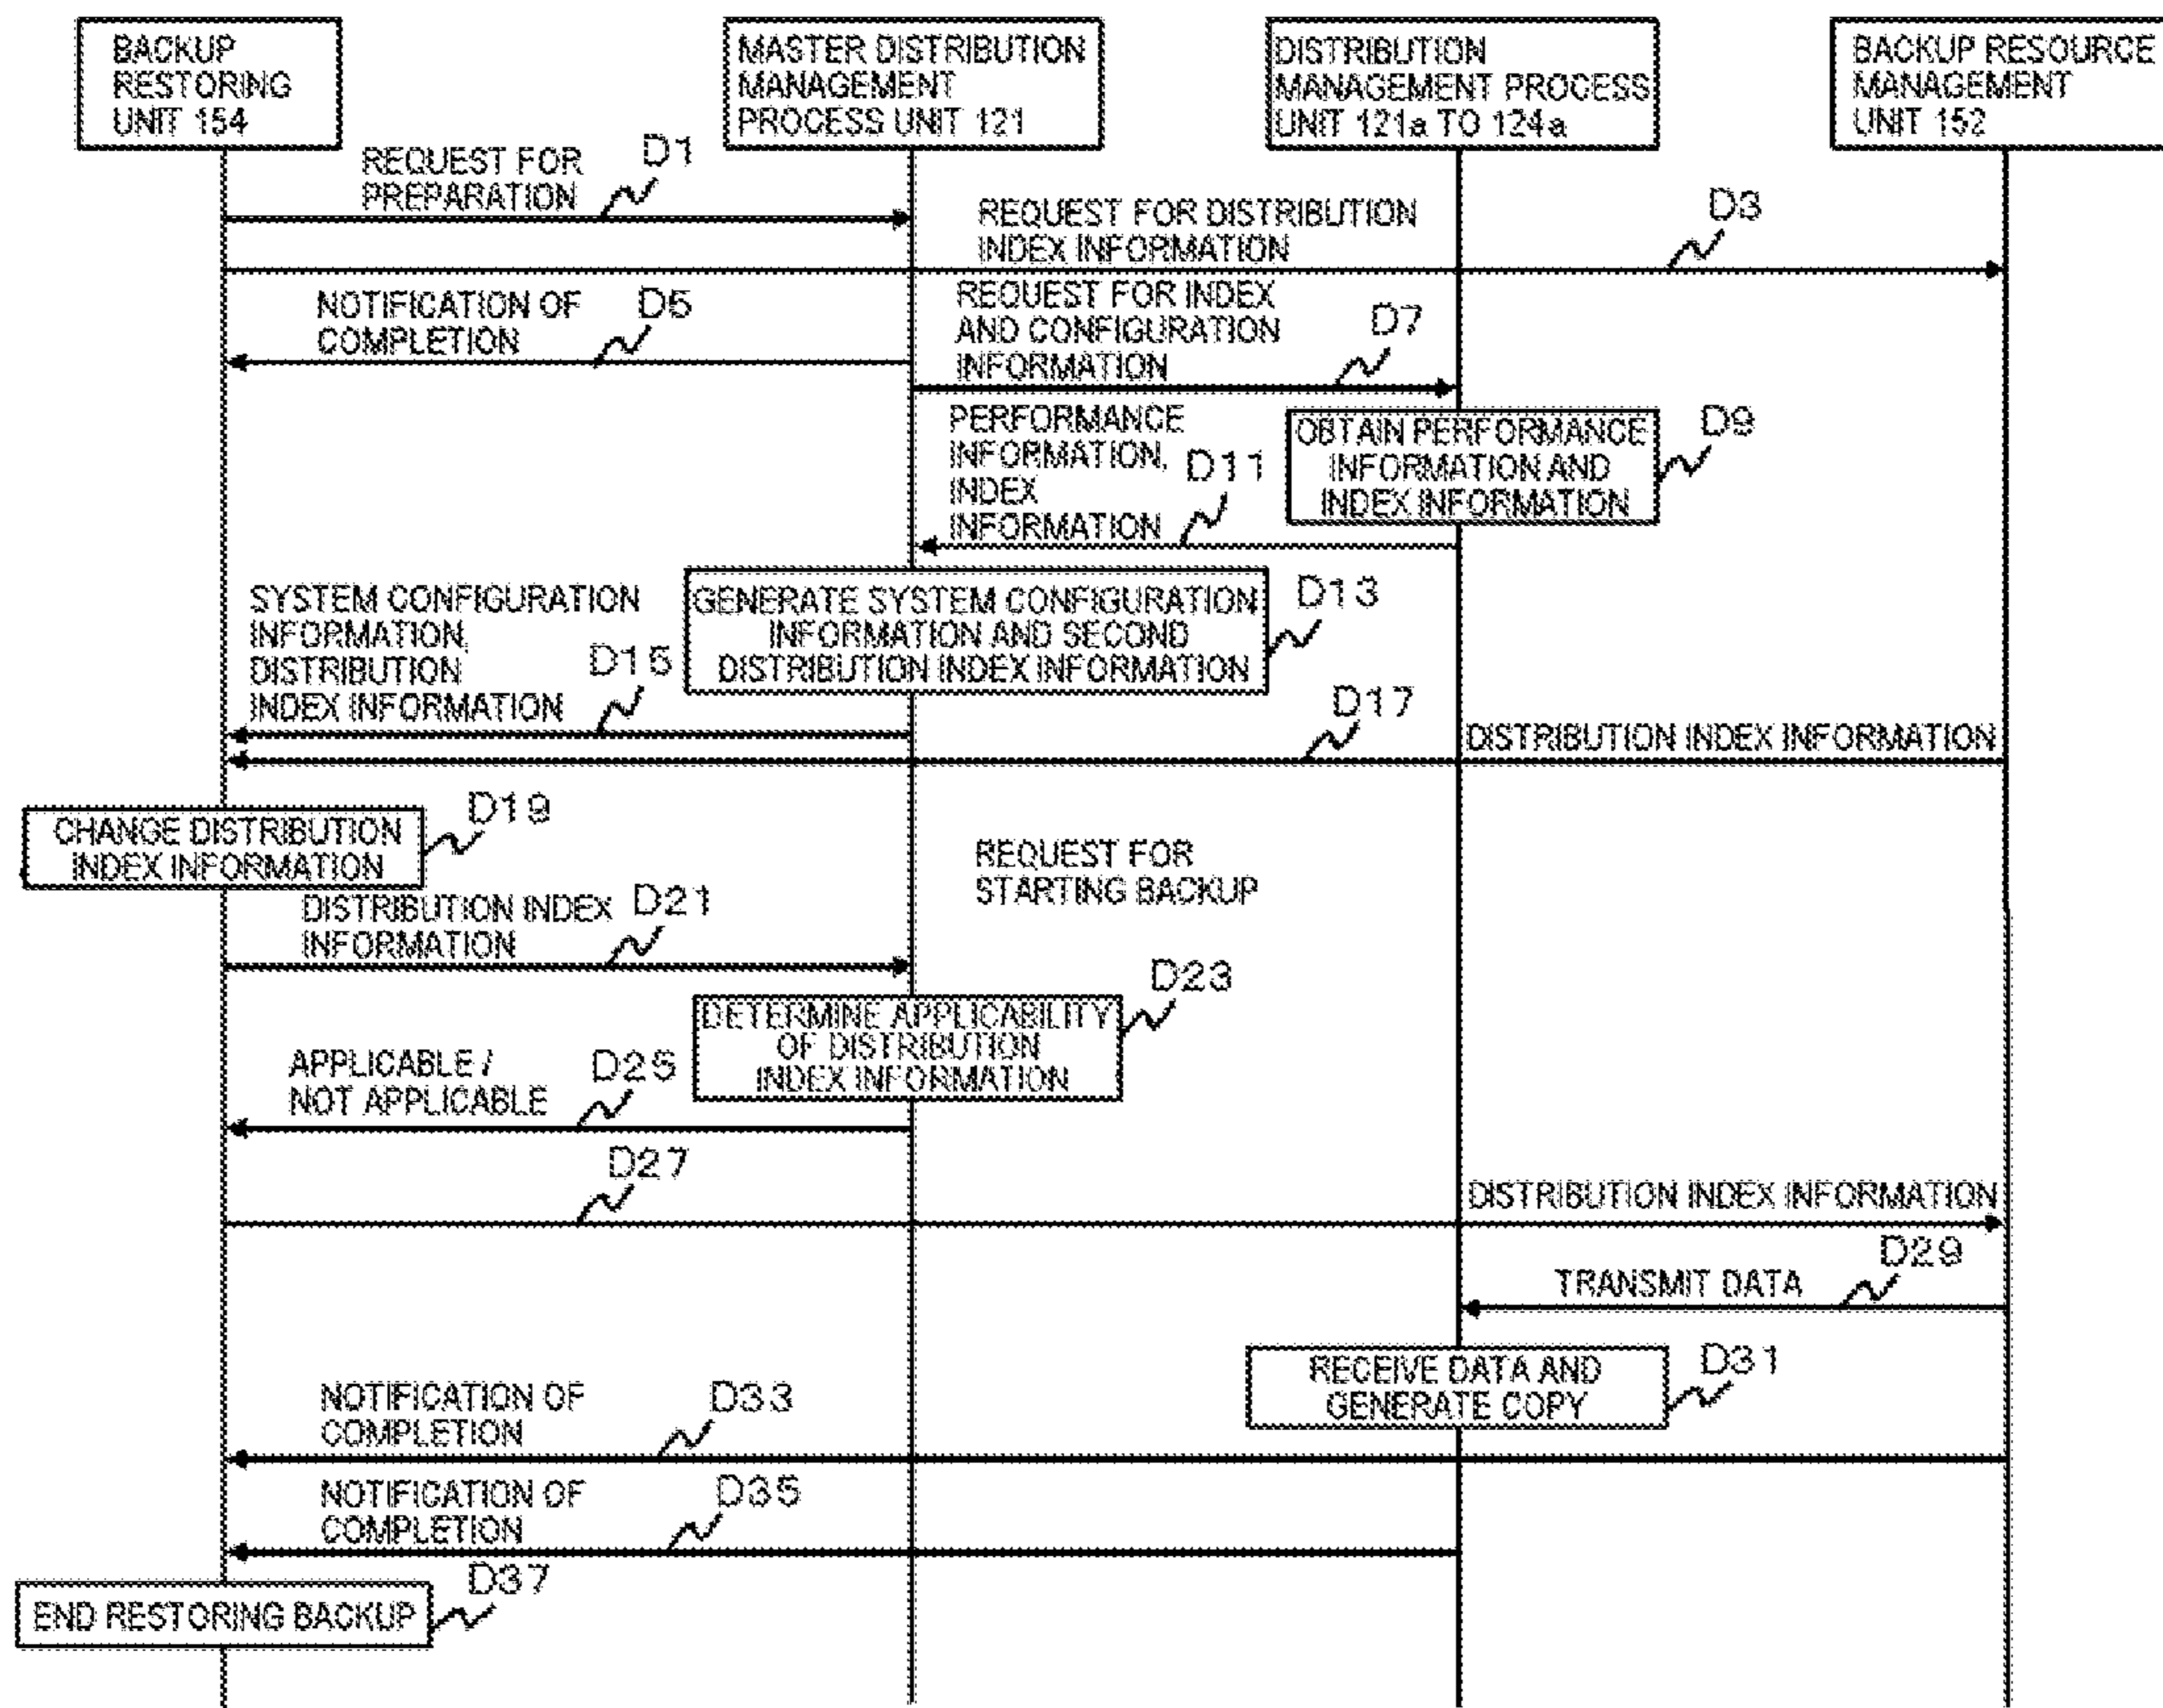 BACKUP
RESTORING
UNIT 154
MASTER DISTRIBUTION
MANAGEMENT
PROCESS UNIT 121
DISTRIBUTION
MANAGEMENT PROCESS
UNIT 121a TO 124a
BACKUP RESOURCE
MANAGEMENT
UNIT 152
REQUEST FOR
PREPARATION
D1
REQUEST FOR DISTRIBUTION
INDEX INFORMATION
D3
NOTIFICATION OF
COMPLETION
D5
REQUEST FOR INDEX
AND CONFIGURATION
INFORMATION
D7
OBTAIN PERFORMANCE
INFORMATION AND
INDEX INFORMATION
D9
PERFORMANCE
INFORMATION,
INDEX
INFORMATION
D11
GENERATE SYSTEM CONFIGURATION
INFORMATION AND SECOND
DISTRIBUTION INDEX INFORMATION
D13
SYSTEM CONFIGURATION
INFORMATION,
DISTRIBUTION
INDEX INFORMATION
D15
D17
DISTRIBUTION INDEX INFORMATION
CHANGE DISTRIBUTION
INDEX INFORMATION
D19
REQUEST FOR
STARTING BACKUP
DISTRIBUTION INDEX
INFORMATION
D21
DETERMINE APPLICABILITY
OF DISTRIBUTION
INDEX INFORMATION
D23
APPLICABLE /
NOT APPLICABLE
D25
D27
DISTRIBUTION INDEX INFORMATION
TRANSMIT DATA
D29
RECEIVE DATA AND
GENERATE COPY
D31
NOTIFICATION OF
COMPLETION
D33
NOTIFICATION OF
COMPLETION
D35
END RESTORING BACKUP
D37